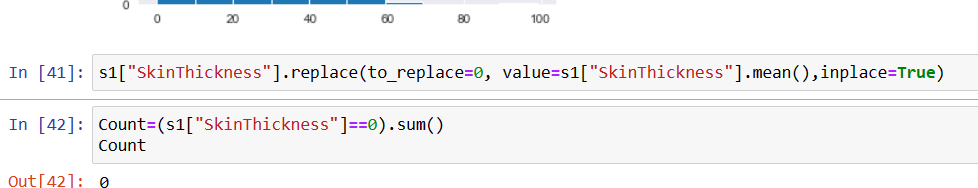 0
0 20 40 60 80 100
In [41]: s1["SkinThickness"].replace(to_replace=0, value=s1["SkinThickness"].mean(),inplace=True)
In [42]: Count=(s1["SkinThickness"]==0).sum()
Count
Out[42]: 0